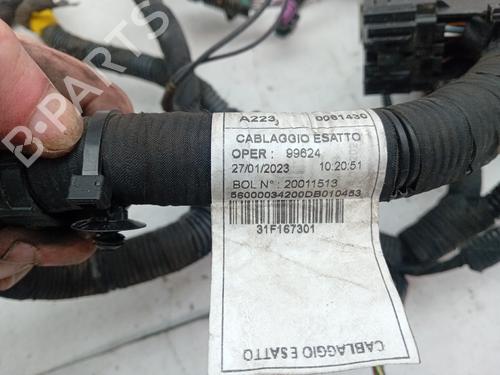 A223, 0061430
CABLAGGIO ESATTO
OPER : 99624
27/01/2023 10:20:51
BOL N° : 20011513
56000034200DB010453
31F167301
CABLAGGIO ESATTO
B-PARTS